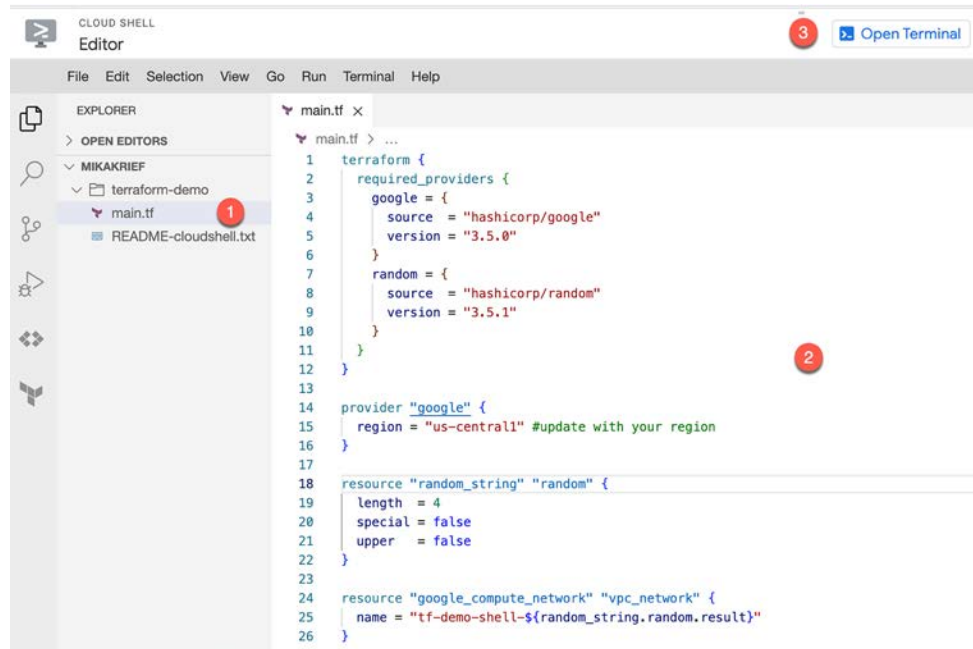 CLOUD SHELL
Editor
3
Open Terminal
File Edit Selection View Go Run Terminal Help
EXPLORER
> OPEN EDITORS
MIKAKRIEF
terraform-demo
main.tf 1
README-cloudshell.txt
main.tf ×
main.tf > ...
1 terraform {
2   required_providers {
3     google = {
4       source  = "hashicorp/google"
5       version = "3.5.0"
6     }
7     random = {
8       source  = "hashicorp/random"
9       version = "3.5.1"
10     }
11   }
12 }
2
13
14 provider "google" {
15   region = "us-central1" #update with your region
16 }
17
18 resource "random_string" "random" {
19   length  = 4
20   special = false
21   upper   = false
22 }
23
24 resource "google_compute_network" "vpc_network" {
25   name = "tf-demo-shell-${random_string.random.result}"
26 }